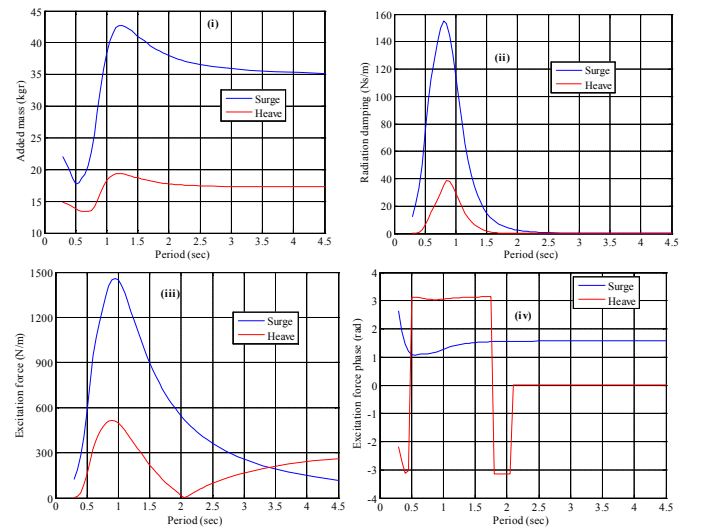 (i)
45
40
35
30
25
20
15
10
Added mass (kgr)
Surge
Heave
0 0.5 1 1.5 2 2.5 3 3.5 4 4.5
Period (sec)
(ii)
160
140
120
100
80
60
40
20
0
Radiation damping (Ns/m)
Surge
Heave
0 0.5 1 1.5 2 2.5 3 3.5 4 4.5
Period (sec)
(iii)
1500
1200
900
600
300
0
Excitation force (N/m)
Surge
Heave
0 0.5 1 1.5 2 2.5 3 3.5 4 4.5
Period (sec)
(iv)
4
3
2
1
0
-1
-2
-3
-4
Excitation force phase (rad)
Surge
Heave
0 0.5 1 1.5 2 2.5 3 3.5 4 4.5
Period (sec)